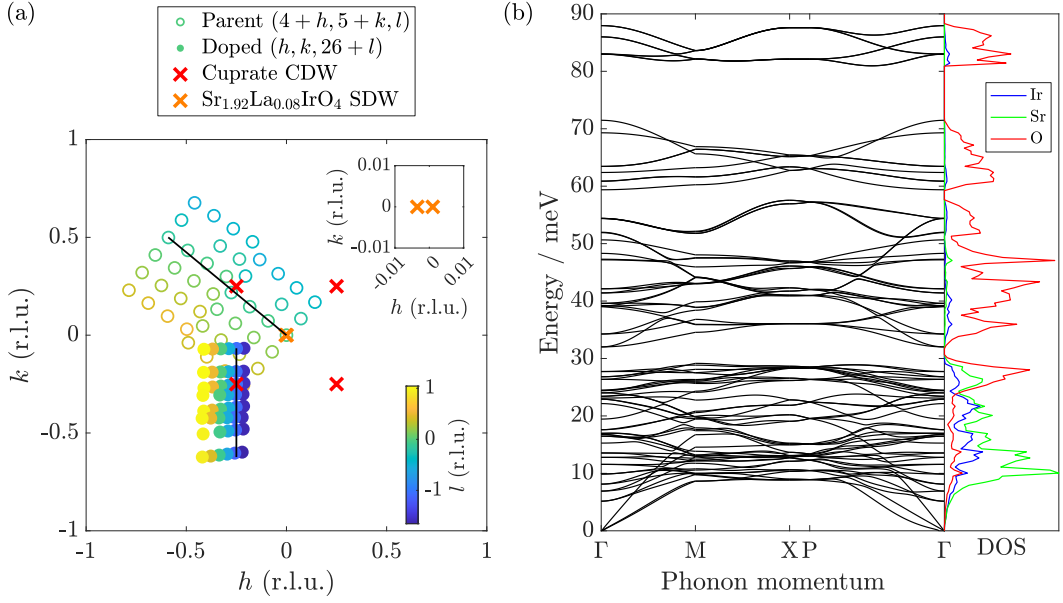 (a)
Parent (4 + h, 5 + k, l)
Doped (h, k, 26 + l)
Cuprate CDW
Sr1.92La0.08IrO4 SDW
1
0.5
0
-0.5
-1
k (r.l.u.)
-1
-0.5
0
0.5
1
h (r.l.u.)
0.01
0
-0.01
k (r.l.u.)
-0.01
0
0.01
h (r.l.u.)
1
0
-1
l (r.l.u.)
(b)
90
80
70
60
50
40
30
20
10
0
Energy / meV
Γ
M
X
P
Γ
DOS
Phonon momentum
Ir
Sr
O